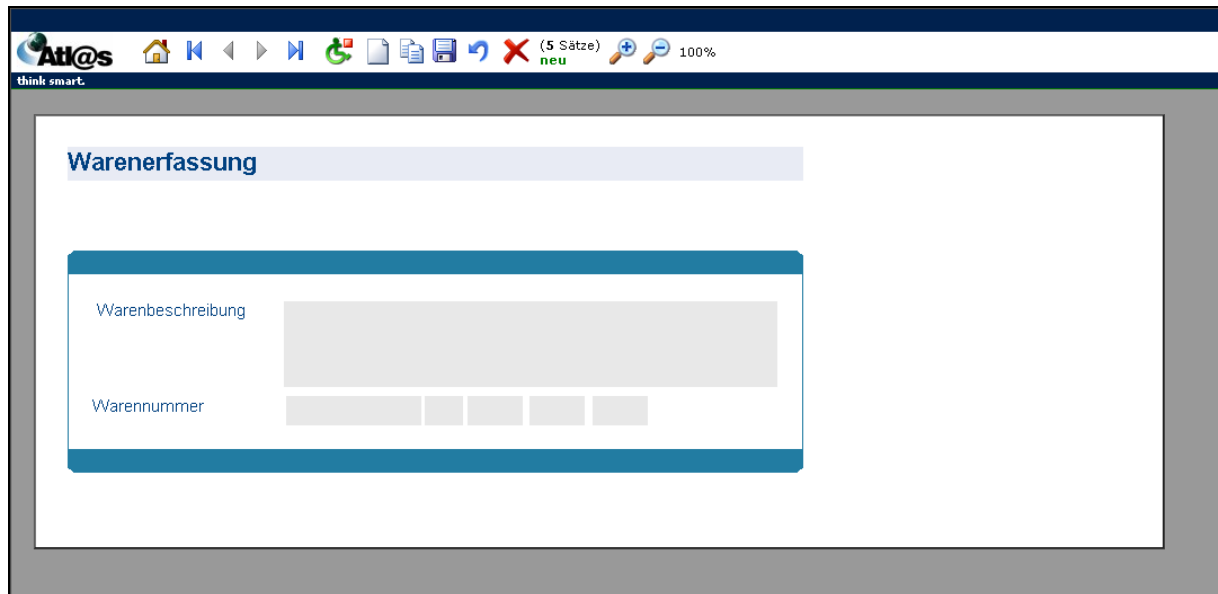 Atl@s
(5 Sätze)
neu
100%
think smart.
Warenerfassung
Warenbeschreibung
Warennummer